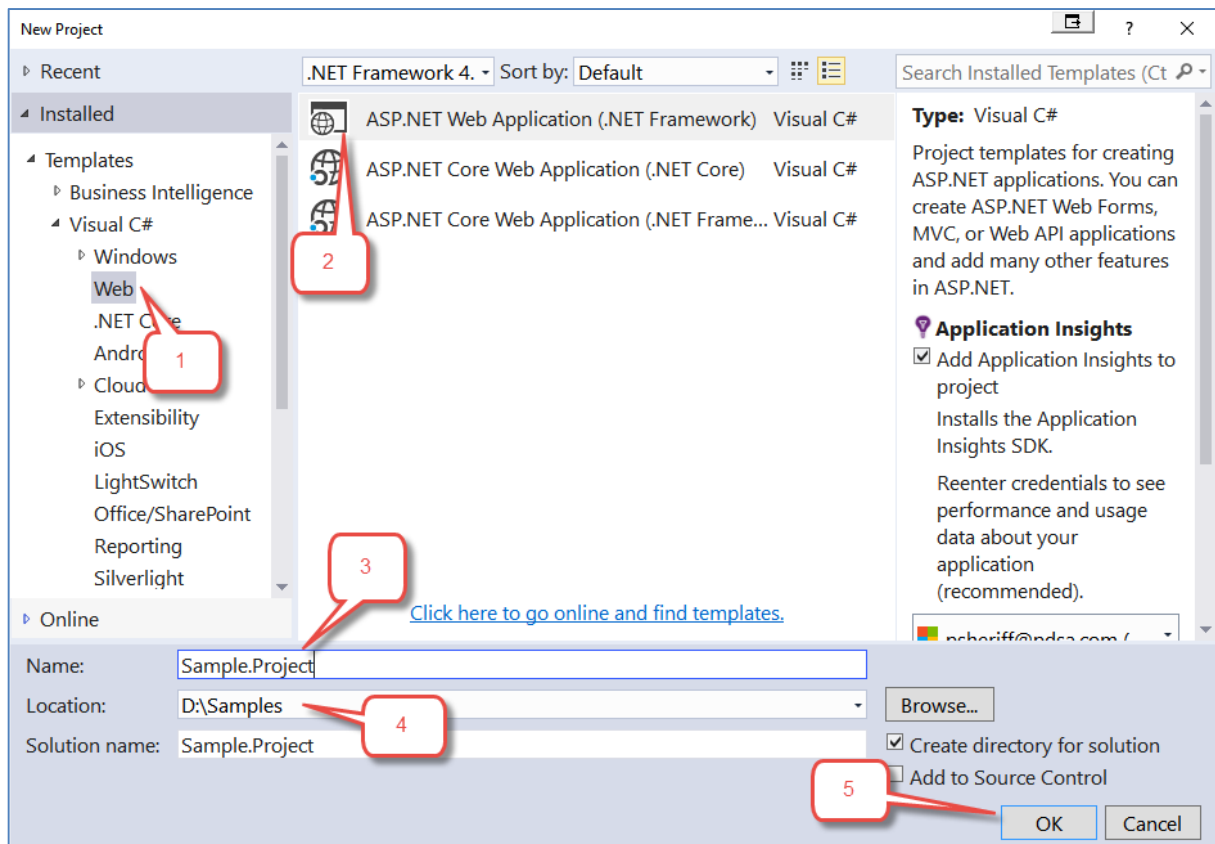 New Project
?
Recent
.NET Framework 4.
Sort by:
Default
Search Installed Templates (Ct
Installed
Templates
Business Intelligence
Visual C#
Windows
Web
.NET
Cloud
Extensibility
iOS
LightSwitch
Office/SharePoint
Reporting
Silverlight
Online
1
ASP.NET Web Application (.NET Framework) Visual C#
ASP.NET Core Web Application (.NET Core) Visual C#
ASP.NET Core Web Application (.NET Frame... Visual C#
2
3
Click here to go online and find templates.
Type: Visual C#
Project templates for creating
ASP.NET applications. You can
create ASP.NET Web Forms,
MVC, or Web API applications
and add many other features
in ASP.NET.
Application Insights
Add Application Insights to
project
Installs the Application
Insights SDK.
Reenter credentials to see
performance and usage
data about your
application
(recommended).
Name: Sample.Project
Location: D:\Samples
4
Browse...
Solution name: Sample.Project
Create directory for solution
Add to Source Control
5
OK
Cancel